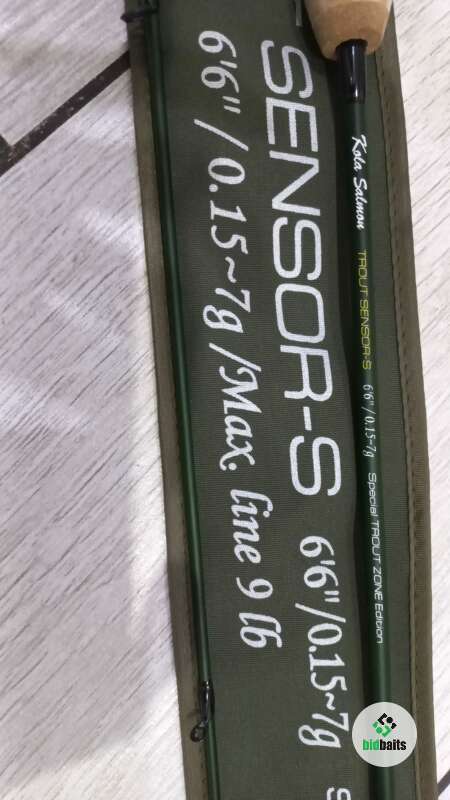 SENSOR-S 6'6"/0.15~7g
6'6" / 0.15~7g /Max. line 9 lb
Kola Salmon TROUT SENSOR-S 6'6"/0.15~7g Special TROUT ZONE Edition
bidbaits